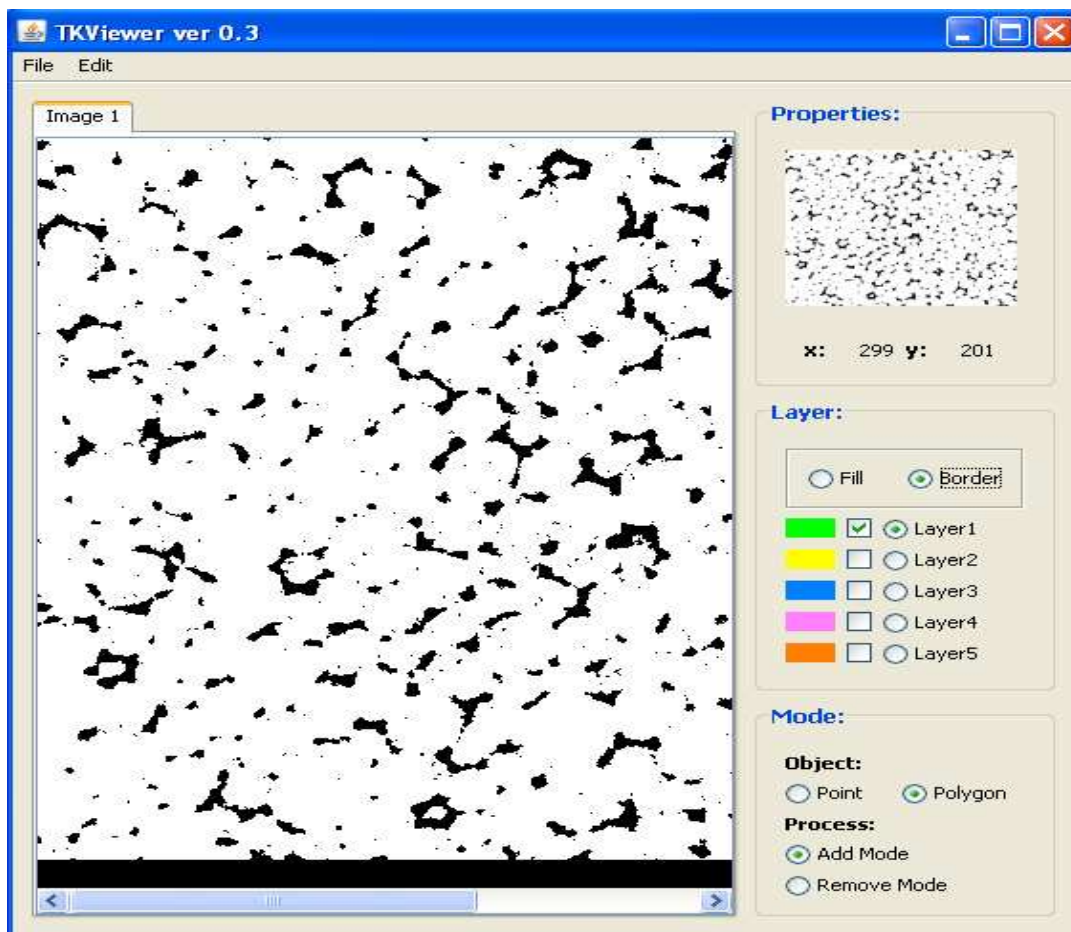 TKViewer ver 0.3
File Edit
Image 1
Properties:
x: 299 y: 201
Layer:
Fill Border
Layer1
Layer2
Layer3
Layer4
Layer5
Mode:
Object:
Point Polygon
Process:
Add Mode
Remove Mode